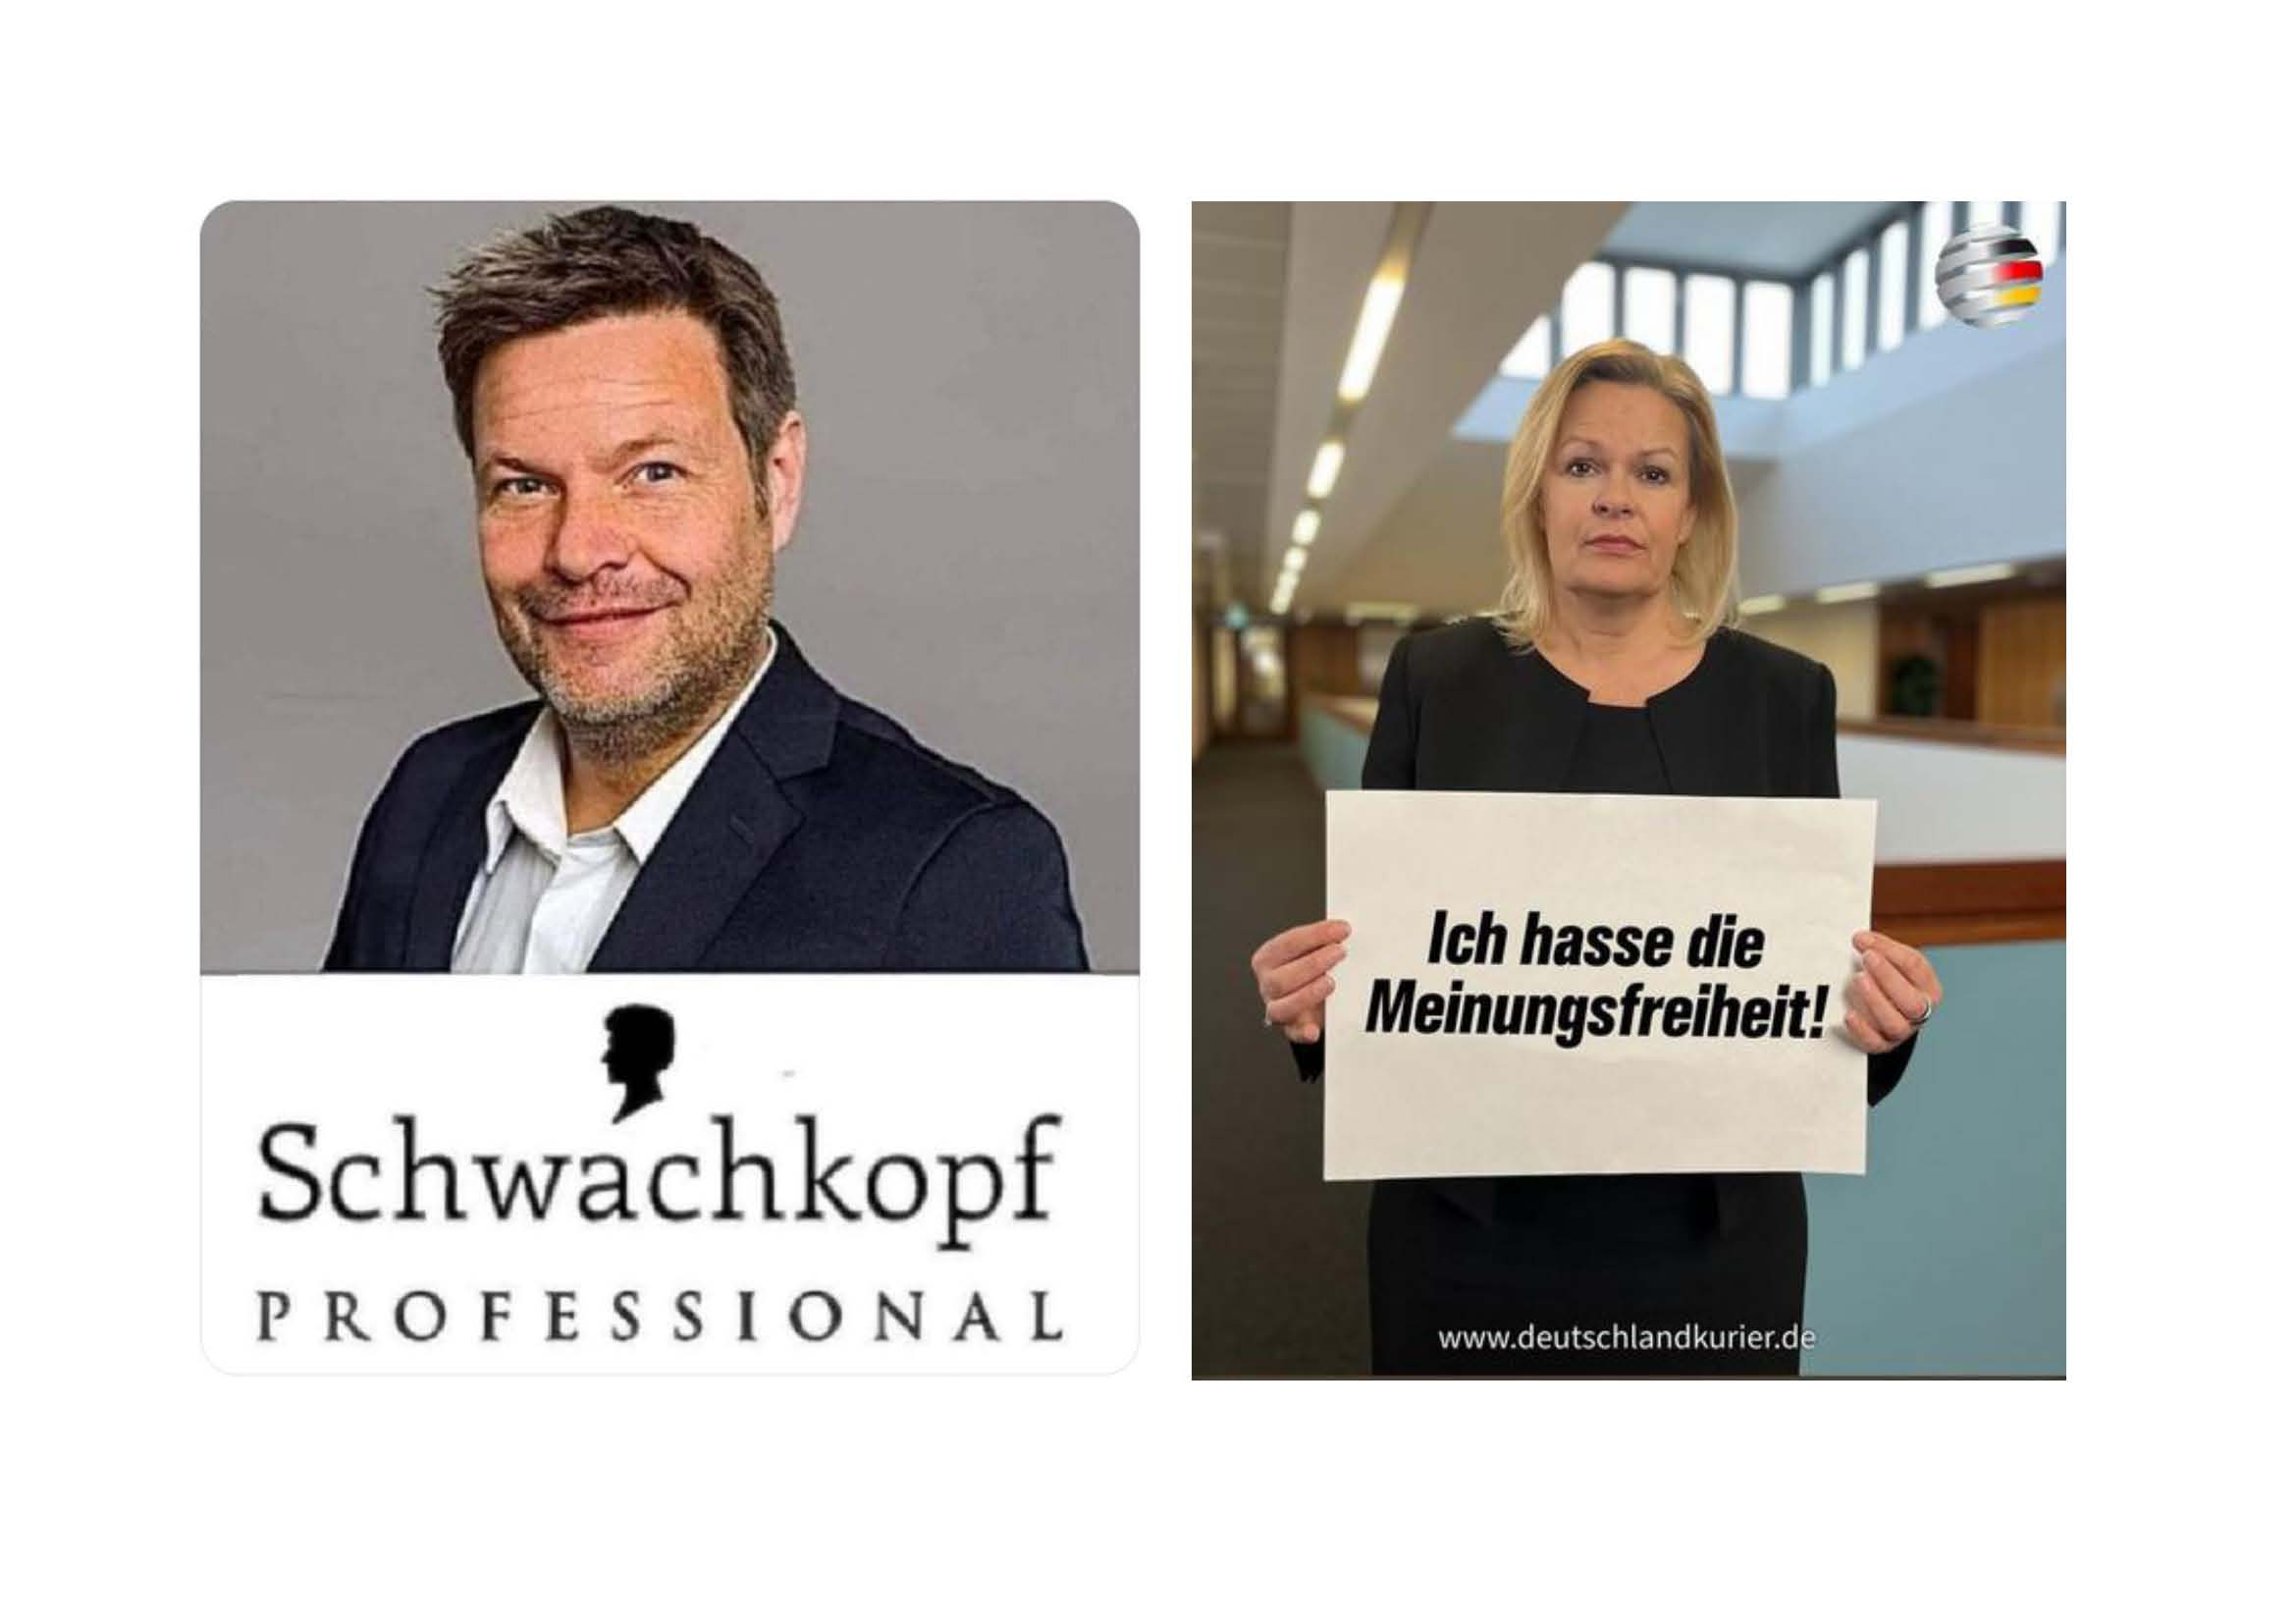 Schwachkopf
PROFESSIONAL
Ich hasse die
Meinungsfreiheit!
www.deutschlandkurier.de